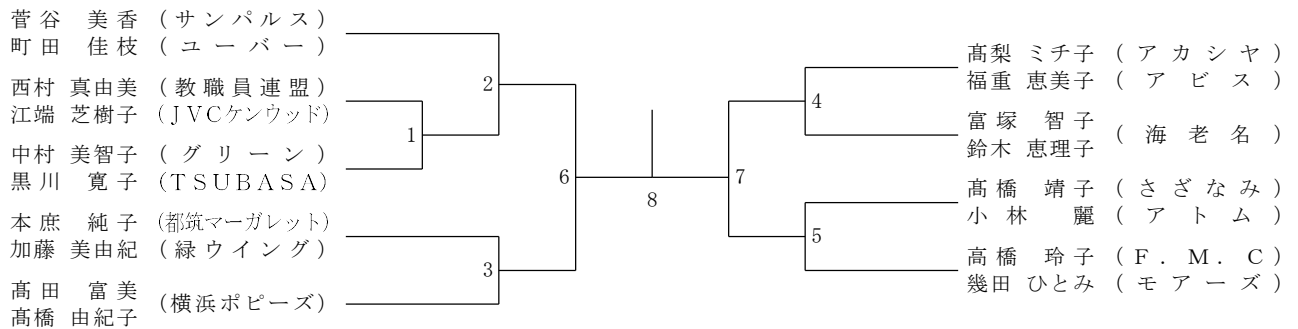 菅谷 美香 (サンパルス)
町田 佳枝 (ユーバー)
西村 真由美 (教職員連盟)
江端 芝樹子 (JVCケンウッド)
中村 美智子 (グリーン)
黒川 寛子 (TSUBASA)
本庶 純子 (都筑マーガレット)
加藤 美由紀 (緑ウイング)
髙田 富美
髙橋 由紀子
(横浜ポピーズ)
2
1
3
6
8
7
4
5
髙梨 ミチ子 (アカシヤ)
福重 恵美子 (アビス)
富塚 智子
鈴木 恵理子
(海老名)
髙橋 靖子 (さざなみ)
小林 麗 (アトム)
高橋 玲子 (F.M.C)
幾田 ひとみ (モアーズ)